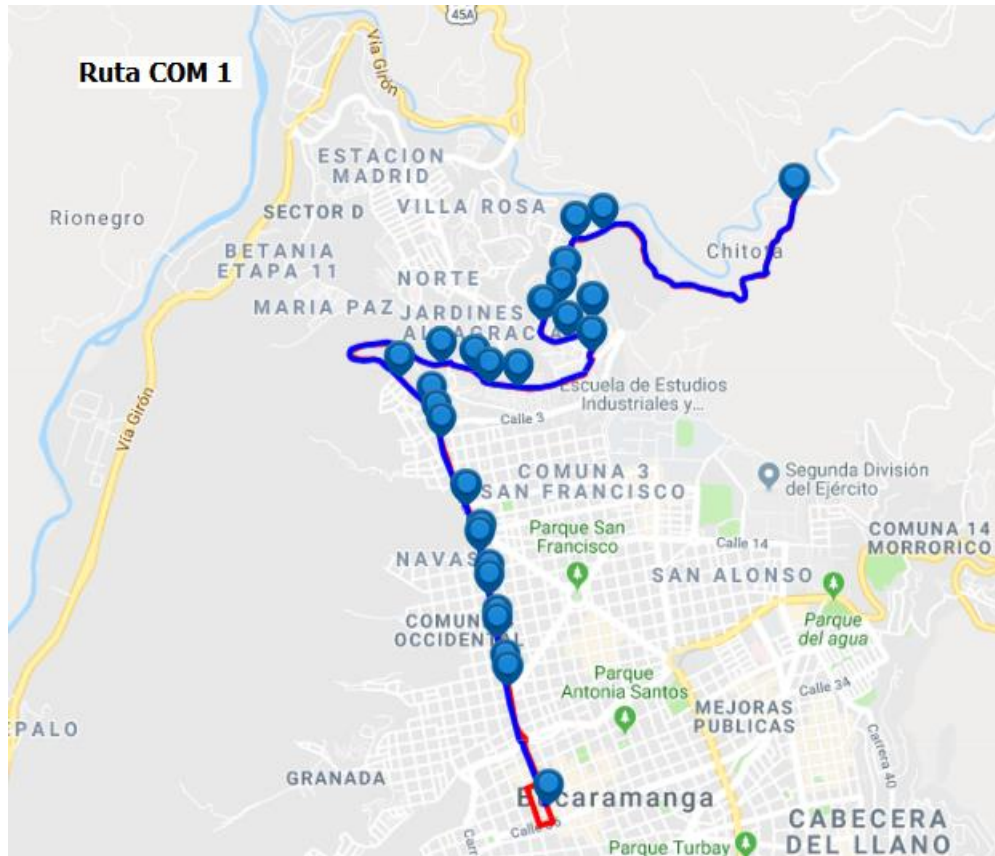 45A
Ruta COM 1
Vía Girón
ESTACION
MADRID
Rionegro
SECTOR D
VILLA ROSA
BETANIA
ETAPA 11
Chitota
NORTE
MARIA PAZ
JARDINES
Vía Girón
Escuela de Estudios
Industriales y...
Calle 3
COMUNA 3
SAN FRANCISCO
Segunda División
del Ejército
Parque San
Francisco
Calle 14
COMUNA 14
MORRORICO
NAVAS
SAN ALONSO
OCCIDENTAL
Parque
del agua
Parque
Antonia Santos
Calle 34
MEJORAS
PUBLICAS
EPALO
Carrera 40
GRANADA
Bucaramanga
Calle
CABECERA
DEL LLANO
Parque Turbay